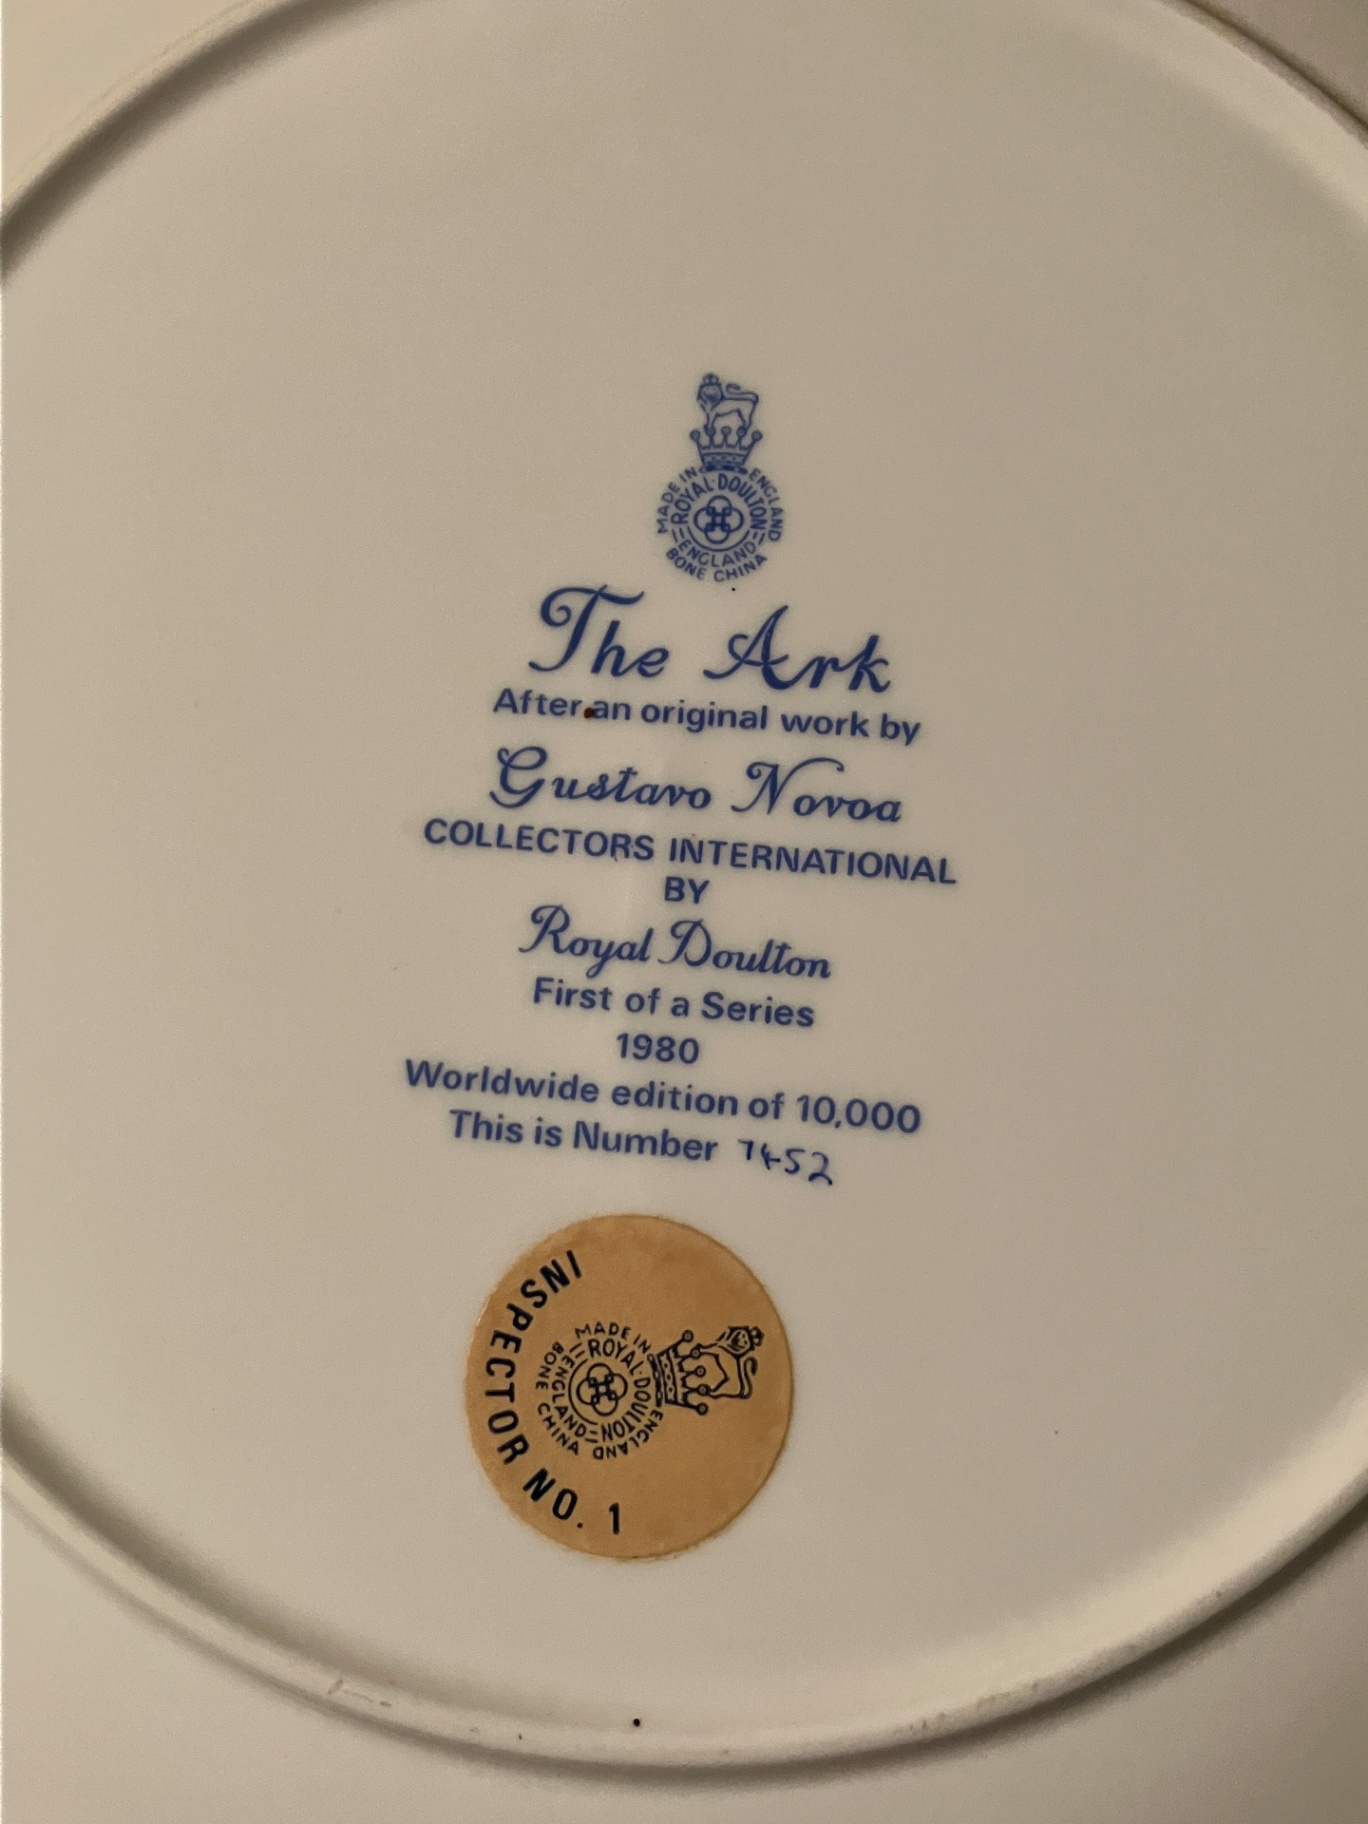 MADE IN ENGLAND
ROYAL·DOULTON
ENGLAND
BONE CHINA
The Ark
After an original work by
Gustavo Novoa
COLLECTORS INTERNATIONAL
BY
Royal Doulton
First of a Series
1980
Worldwide edition of 10,000
This is Number 7452
INSPECTOR NO. 1
MADE IN ENGLAND
ROYAL·DOULTON
ENGLAND
BONE CHINA